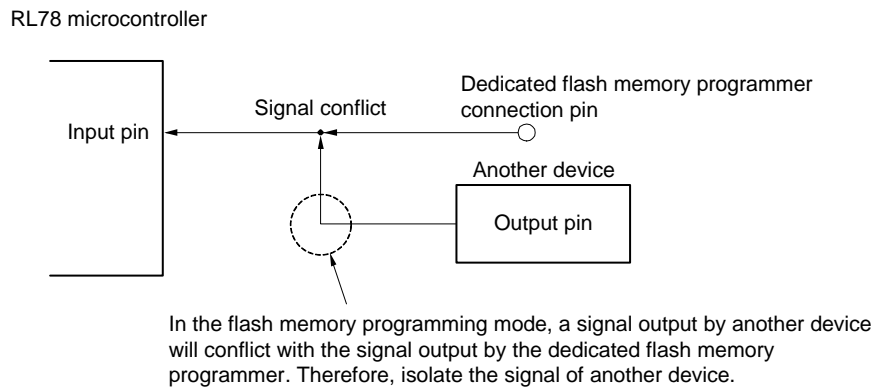 RL78 microcontroller
Dedicated flash memory programmer
connection pin
Signal conflict
Input pin
Another device
Output pin
In the flash memory programming mode, a signal output by another device
will conflict with the signal output by the dedicated flash memory
programmer. Therefore, isolate the signal of another device.